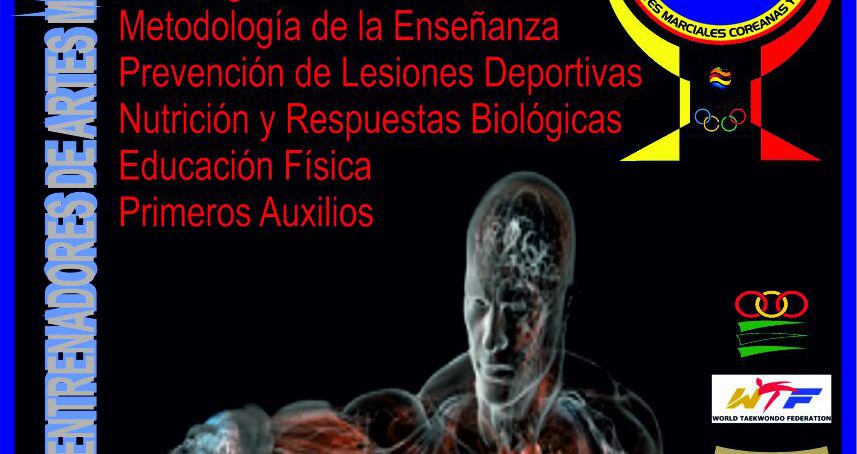 Metodología de la Enseñanza
Prevención de Lesiones Deportivas
Nutrición y Respuestas Biológicas
Educación Física
Primeros Auxilios
ENTRENADORES DE ARTES M
ES MARCIALES COREANAS Y
WTF
WORLD TAEKWONDO FEDERATION